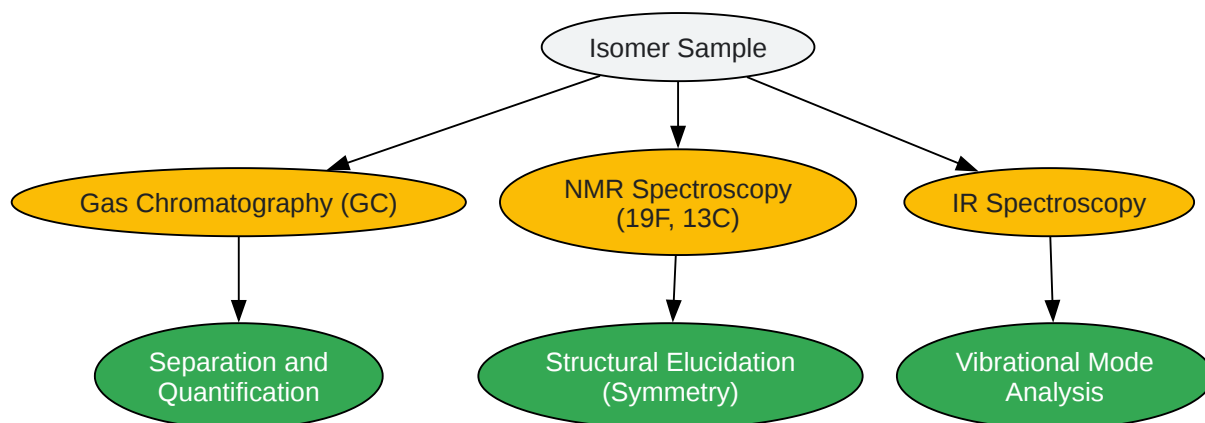 Isomer Sample
Gas Chromatography (GC)
NMR Spectroscopy
(19F, 13C)
IR Spectroscopy
Separation and
Quantification
Structural Elucidation
(Symmetry)
Vibrational Mode
Analysis